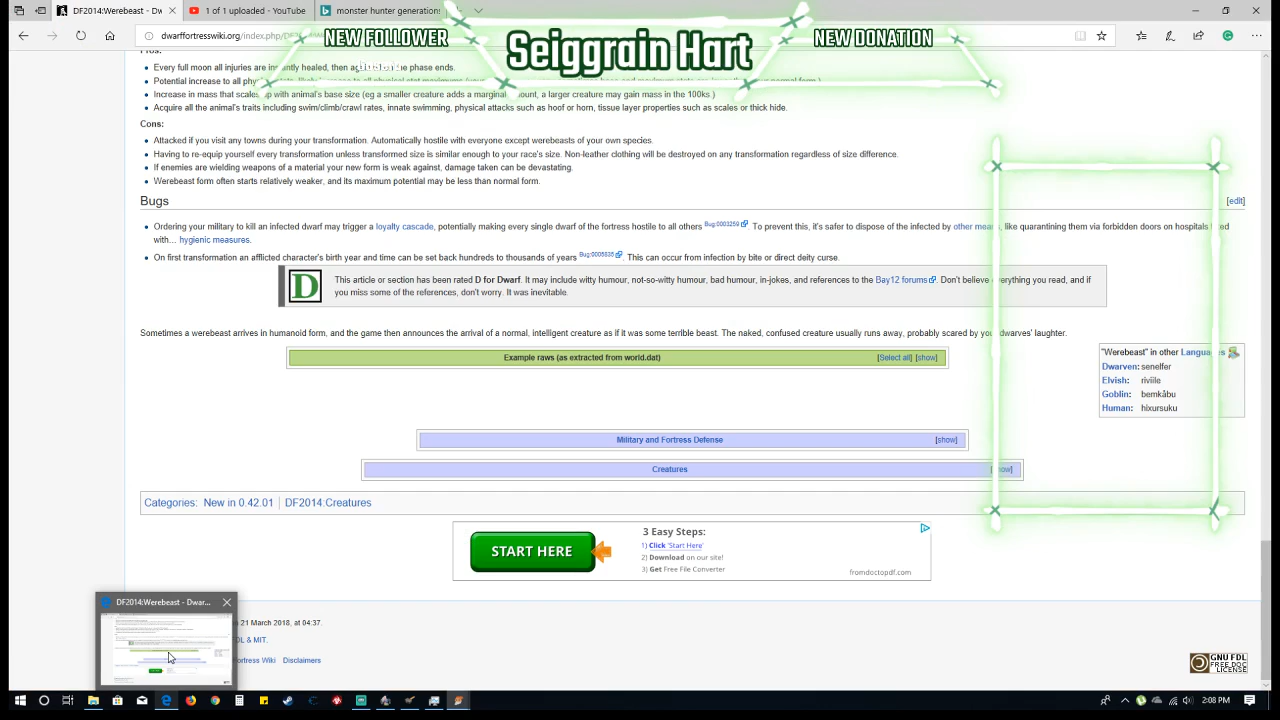 DF2014:Werebeast - Dw
1 of 1 uploaded - YouTube
monster hunter generations
dwarffortresswiki.org/index.php/
NEW FOLLOWER
Seiggrain Hart
NEW DONATION
Pros:
Every full moon all injuries are instantly healed, then again once the phase ends.
Potential increase to all
Increase in mass that scales up with animal's base size (eg a smaller creature adds a marginal amount, a larger creature may gain mass in the 100ks.)
Acquire all the animal's traits including swim/climb/crawl rates, innate swimming, physical attacks such as hoof or horn, tissue layer properties such as scales or thick hide.
Cons:
Attacked if you visit any towns during your transformation. Automatically hostile with everyone except werebeasts of your own species.
Having to re-equip yourself every transformation unless transformed size is similar enough to your race's size. Non-leather clothing will be destroyed on any transformation regardless of size difference.
If enemies are wielding weapons of a material your new form is weak against, damage taken can be devastating.
Werebeast form often starts relatively weaker, and its maximum potential may be less than normal form.
Bugs
[edit]
Ordering your military to kill an infected dwarf may trigger a loyalty cascade, potentially making every single dwarf of the fortress hostile to all others Bug:0003259 . To prevent this, it's safer to dispose of the infected by other means, like quarantining them via forbidden doors on hospitals
with... hygienic measures.
On first transformation an afflicted character's birth year and time can be set back hundreds to thousands of years Bug:0005835 . This can occur from infection by bite or direct deity curse.
D
This article or section has been rated D for Dwarf. It may include witty humour, not-so-witty humour, bad humour, in-jokes, and references to the Bay12 forums . Don't believe everything you read, and if
you miss some of the references, don't worry. It was inevitable.
Sometimes a werebeast arrives in humanoid form, and the game then announces the arrival of a normal, intelligent creature as if it was some terrible beast. The naked, confused creature usually runs away, probably scared by your dwarves' laughter.
Example raws (as extracted from world.dat)
[Select all] [show]
"Werebeast" in other Languages
Dwarven: senelfer
Elvish: riviile
Goblin: bemkåbu
Human: hixursuku
Military and Fortress Defense
[show]
Creatures
[show]
Categories: New in 0.42.01 | DF2014:Creatures
START HERE
3 Easy Steps:
1) Click 'Start Here'
2) Download on our site!
3) Get Free File Converter
fromdoctopdf.com
DF2014:Werebeast - Dwar...
21 March 2018, at 04:37.
& MIT.
Fortress Wiki
Disclaimers
GNU FDL
FREE DOC
LICENSE
2:08 PM